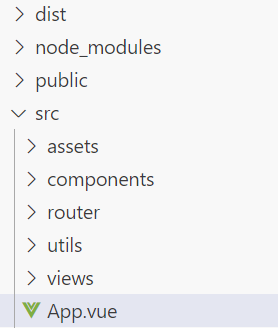 dist
node_modules
public
src
assets
components
router
utils
views
App.vue